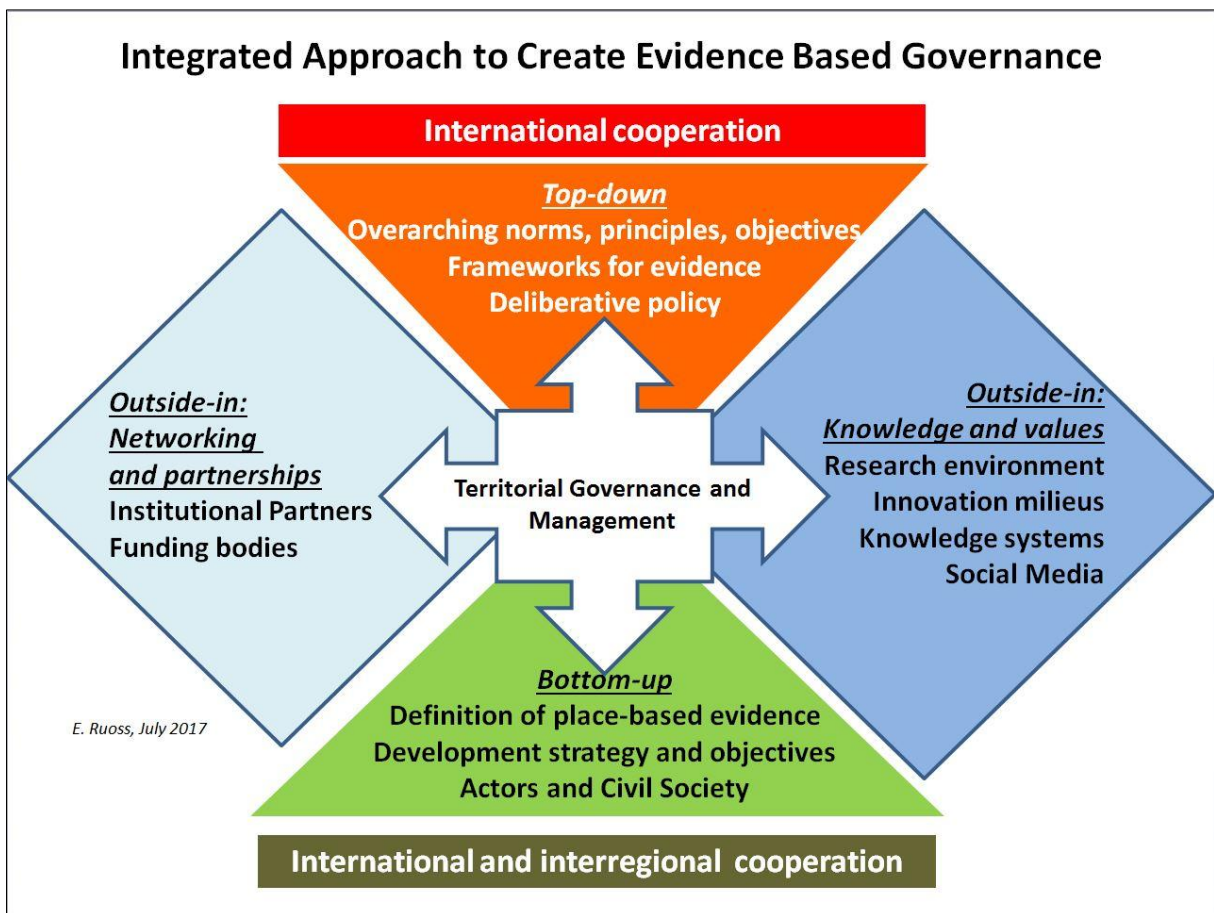 Integrated Approach to Create Evidence Based Governance
International cooperation
Top-down
Overarching norms, principles, objectives
Frameworks for evidence
Deliberative policy
Outside-in:
Networking
and partnerships
Institutional Partners
Funding bodies
Territorial Governance and
Management
Outside-in:
Knowledge and values
Research environment
Innovation milieus
Knowledge systems
Social Media
Bottom-up
Definition of place-based evidence
Development strategy and objectives
Actors and Civil Society
E. Ruoss, July 2017
International and interregional cooperation